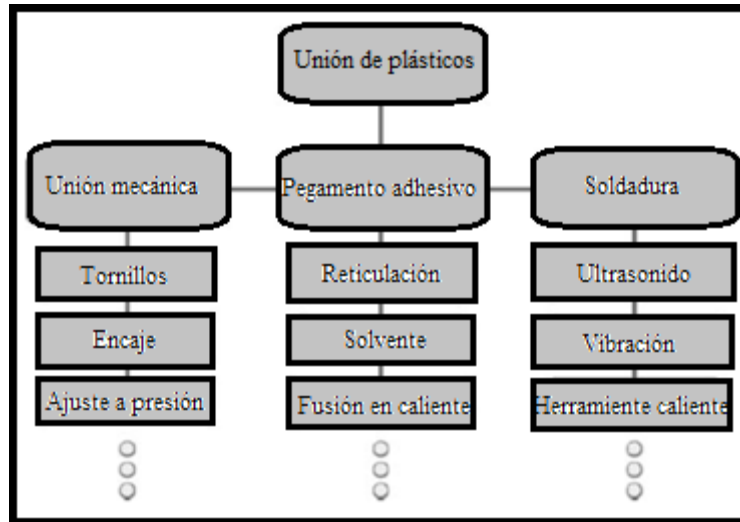 Unión de plásticos
Unión mecánica
Pegamento adhesivo
Soldadura
Tornillos
Reticulación
Ultrasonido
Encaje
Solvente
Vibración
Ajuste a presión
Fusión en caliente
Herramiente caliente